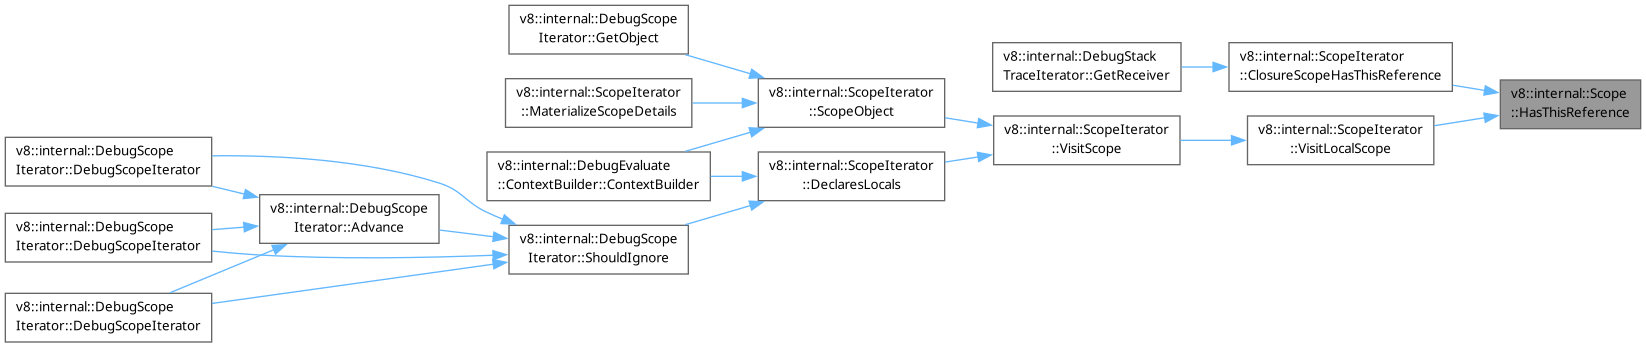 v8::internal::DebugScope
Iterator::GetObject
v8::internal::DebugStack
TraceIterator::GetReceiver
v8::internal::ScopeIterator
::ClosureScopeHasThisReference
v8::internal::ScopeIterator
::MaterializeScopeDetails
v8::internal::ScopeIterator
::ScopeObject
v8::internal::Scope
::HasThisReference
v8::internal::ScopeIterator
::VisitScope
v8::internal::ScopeIterator
::VisitLocalScope
v8::internal::DebugScope
Iterator::DebugScopeIterator
v8::internal::DebugEvaluate
::ContextBuilder::ContextBuilder
v8::internal::ScopeIterator
::DeclaresLocals
v8::internal::DebugScope
Iterator::Advance
v8::internal::DebugScope
Iterator::DebugScopeIterator
v8::internal::DebugScope
Iterator::ShouldIgnore
v8::internal::DebugScope
Iterator::DebugScopeIterator